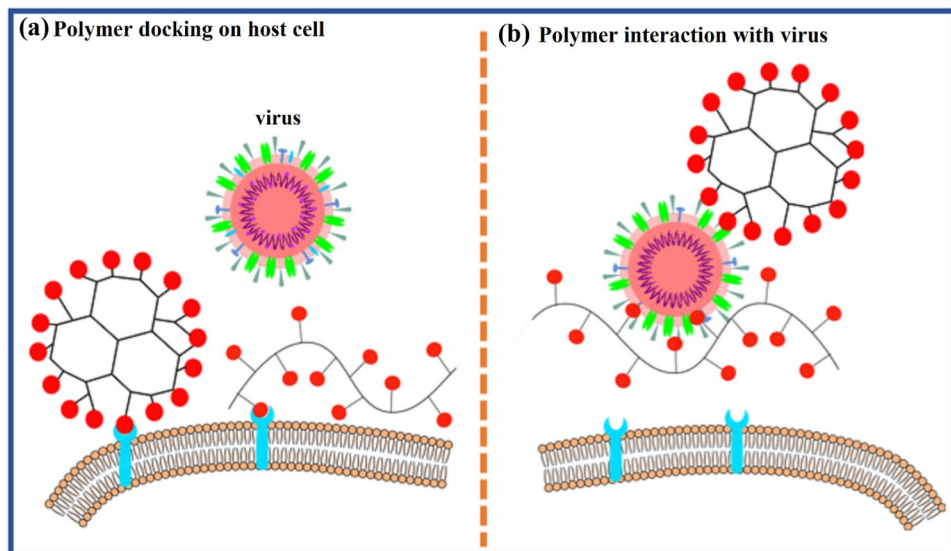 (a) Polymer docking on host cell
virus
(b) Polymer interaction with virus